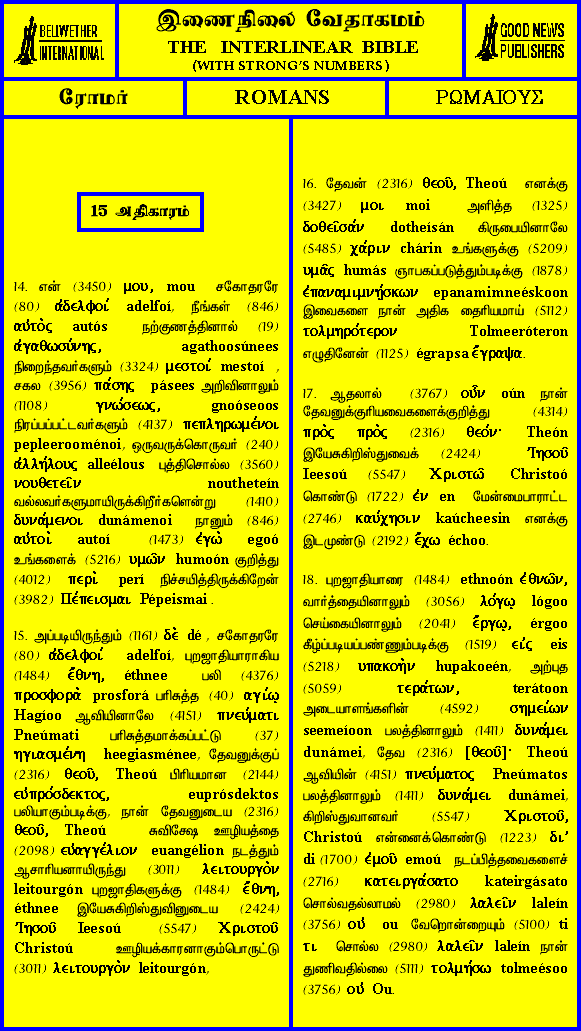 BELLWETHER
INTERNATIONAL
இணைநிலை வேதாகமம்
THE INTERLINEAR BIBLE
(WITH STRONG'S NUMBERS)
GOOD NEWS
PUBLISHERS
ரோமர்
ROMANS
ΡΩΜΑΙΟΥΣ
15 அதிகாரம்
14. என் (3450) μου, mou சகோதரரே
(80) ἀδελφοί adelfoí, நீங்கள் (846)
αὐτὸς autós நற்குணத்தினால் (19)
ἀγαθωσύνης, agathoosúnees
நிறைந்தவர்களும் (3324) μεστοί mestoí ,
சகல (3956) πάσης pásees அறிவினாலும்
(1108) γνώσεως, gnoóseoos
நிரப்பப்பட்டவர்களும் (4137) πεπληρωμένοι
pepleerooménoi, ஒருவருக்கொருவர் (240)
ἀλλήλους alleélous புத்திசொல்ல (3560)
νουθετεῖν noutheteín
வல்லவர்களுமாயிருக்கிறீர்களென்று (1410)
δυνάμενοι dunámenoi நானும் (846)
αὐτοὶ autoí (1473) ἐγὼ egoó
உங்களைக் (5216) υμῶν humoón குறித்து
(4012) περὶ perí நிச்சயித்திருக்கிறேன்
(3982) Πέπεισμαι Pépeismai .
15. அப்படியிருந்தும் (1161) δὲ dé , சகோதரரே
(80) ἀδελφοί adelfoí, புறஜாதியாராகிய
(1484) ἔθνη, éthnee பலி (4376)
προσφορὰ prosforá பரிசுத்த (40) αγίῳ
Hagíoo ஆவியினாலே (4151) πνεύματι
Pneúmati பரிசுத்தமாக்கப்பட்டு (37)
ηγιασμένη heegiasménee, தேவனுக்குப்
(2316) θεοῦ, Theoú பிரியமான (2144)
εὐπρόσδεκτος, euprósdektos
பலியாகும்படிக்கு, நான் தேவனுடைய (2316)
θεοῦ, Theoú சுவிசேஷ ஊழியத்தை
(2098) εὐαγγέλιον euangélion நடத்தும்
ஆசாரியனாயிருந்து (3011) λειτουργὸν
leitourgón புறஜாதிகளுக்கு (1484) ἔθνη,
éthnee இயேசுகிறிஸ்துவினுடைய (2424)
Ἰησοῦ Ieesoú (5547) Χριστοῦ
Christoú ஊழியக்காரனாகும்பொருட்டு
(3011) λειτουργὸν leitourgón,
16. தேவன் (2316) θεοῦ, Theoú எனக்கு
(3427) μοι moi அளித்த (1325)
δοθεῖσάν dotheísán கிருபையினாலே
(5485) χάριν chárin உங்களுக்கு (5209)
υμᾶς humás ஞாபகப்படுத்தும்படிக்கு (1878)
ἐπαναμιμνῄσκων epanamimneéskoon
இவைகளை நான் அதிக தைரியமாய் (5112)
τολμηρότερον Tolmeeróteron
எழுதினேன் (1125) égrapsa ἔγραψα.
17. ஆதலால் (3767) οὖν oún நான்
தேவனுக்குரியவைகளைக்குறித்து (4314)
πρὸς πρὸς (2316) θεόν· Theón
இயேசுகிறிஸ்துவைக் (2424) Ἰησοῦ
Ieesoú (5547) Χριστῶ Christoó
கொண்டு (1722) ἐν en மேன்மைபாராட்ட
(2746) καύχησιν kaúcheesin எனக்கு
இடமுண்டு (2192) ἔχω échoo.
18. புறஜாதியாரை (1484) ethnoón ἐθνῶν,
வார்த்தையினாலும் (3056) λόγῳ lógoo
செய்கையினாலும் (2041) ἔργῳ, érgoo
கீழ்ப்படியப்பண்ணும்படிக்கு (1519) εἰς eis
(5218) υπακοὴν hupakoeén, அற்புத
(5059) τεράτων, terátoon
அடையாளங்களின் (4592) σημείων
seemeíoon பலத்தினாலும் (1411) δυνάμει
dunámei, தேவ (2316) [θεοῦ]· Theoú
ஆவியின் (4151) πνεύματος Pneúmatos
பலத்தினாலும் (1411) δυνάμει dunámei,
கிறிஸ்துவானவர் (5547) Χριστοῦ,
Christoú என்னைக்கொண்டு (1223) δι'
di (1700) ἐμοῦ emoú நடப்பித்தவைகளைச்
(2716) κατειργάσατο kateirgásato
சொல்வதல்லாமல் (2980) λαλεῖν laleín
(3756) οὐ ou வேறொன்றையும் (5100) ti
τι சொல்ல (2980) λαλεῖν laleín நான்
துணிவதில்லை (5111) τολμήσω tolmeésoo
(3756) οὐ Ou.